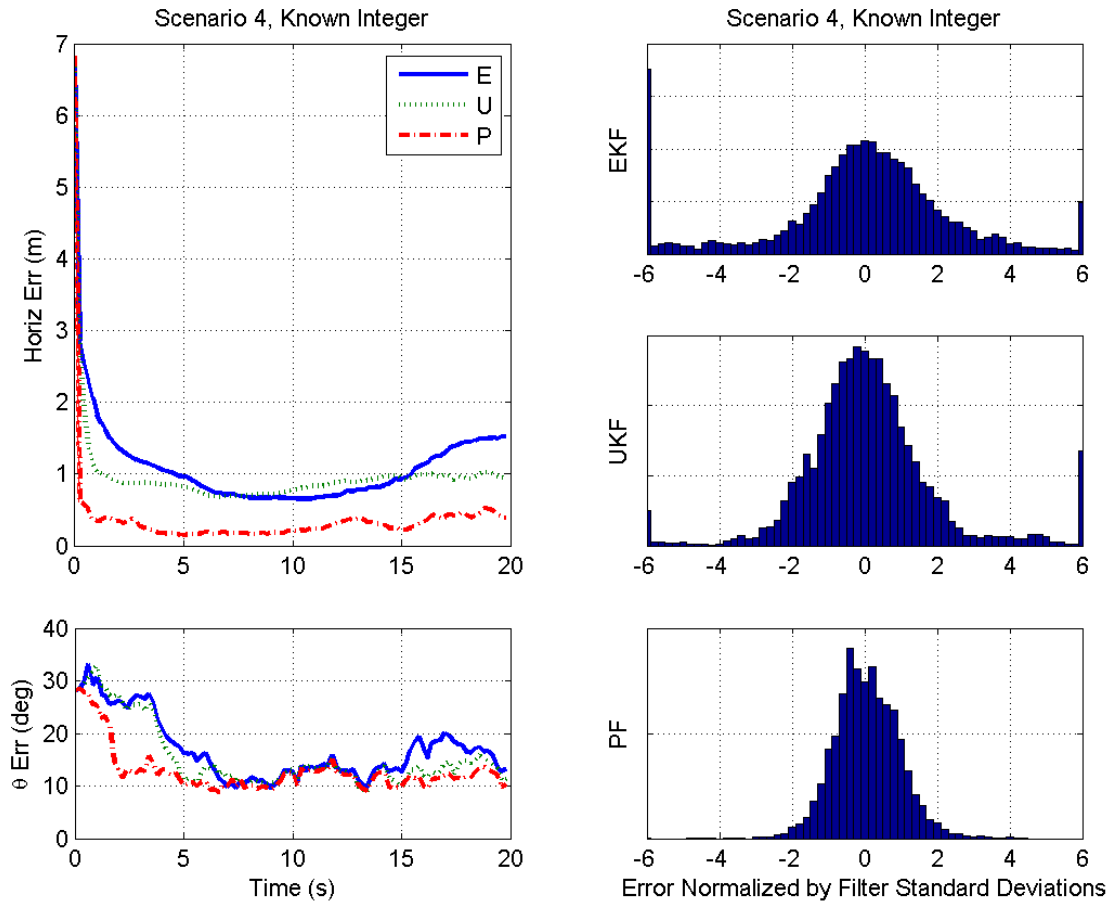 Scenario 4, Known Integer
7
6
5
4
3
2
1
0
Horiz Err (m)
E
U
P
0 5 10 15 20
40
30
20
10
0
θ Err (deg)
0 5 10 15 20
Time (s)
Scenario 4, Known Integer
EKF
-6 -4 -2 0 2 4 6
UKF
-6 -4 -2 0 2 4 6
PF
-6 -4 -2 0 2 4 6
Error Normalized by Filter Standard Deviations